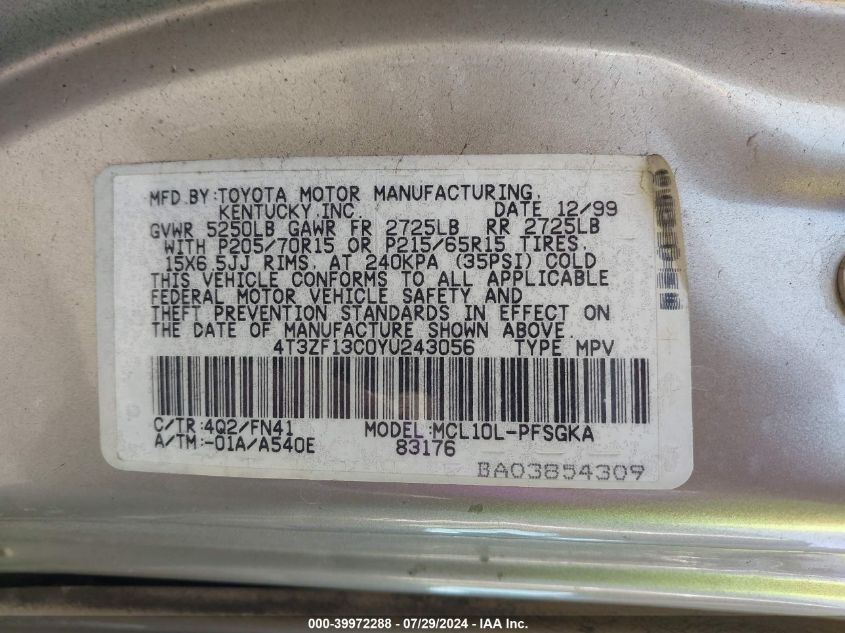 MFD BY:TOYOTA MOTOR MANUFACTURING,
KENTUCKY,INC. DATE 12/99
GVWR 5250LB GAWR FR 2725LB RR 2725LB
WITH P205/70R15 OR P215/65R15 TIRES,
15X6.5JJ RIMS, AT 240KPA (35PSI) COLD
THIS VEHICLE CONFORMS TO ALL APPLICABLE
FEDERAL MOTOR VEHICLE SAFETY AND
THEFT PREVENTION STANDARDS IN EFFECT ON
THE DATE OF MANUFACTURE SHOWN ABOVE.
4T3ZF13C0YU243056 TYPE MPV
C/TR:4Q2/FN41 MODEL:MCL10L-PFSGKA
A/TM:-01A/A540E 83176
BA03854309
000-39972288 - 07/29/2024 - IAAI.com